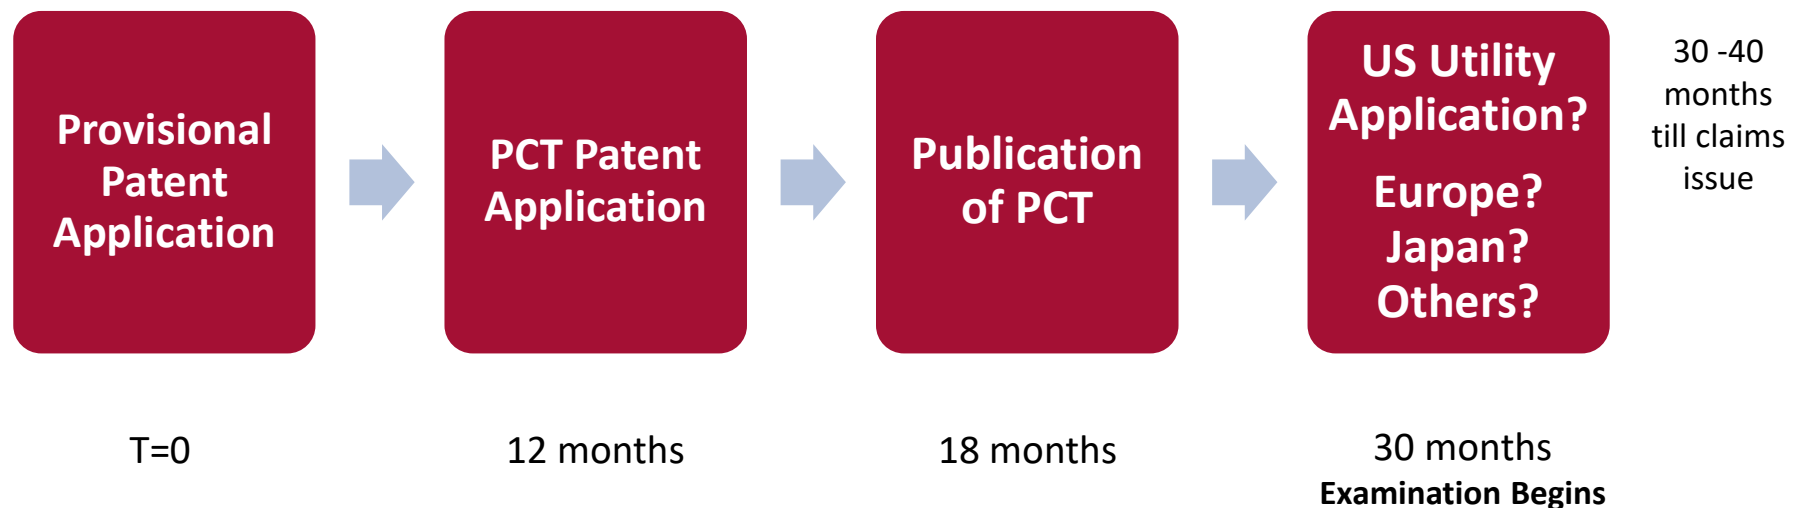 Provisional
Patent
Application
PCT Patent
Application
Publication
of PCT
US Utility
Application?
Europe?
Japan?
Others?
30 -40
months
till claims
issue
T=0
12 months
18 months
30 months
Examination Begins